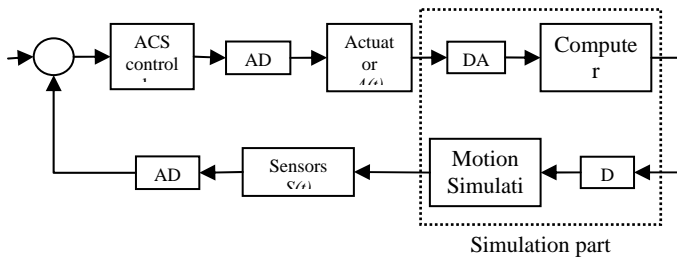 ACS
control
AD
Actuat
or
A(t)
DA
Compute
r
AD
Sensors
S(t)
Motion
Simulati
D
Simulation part